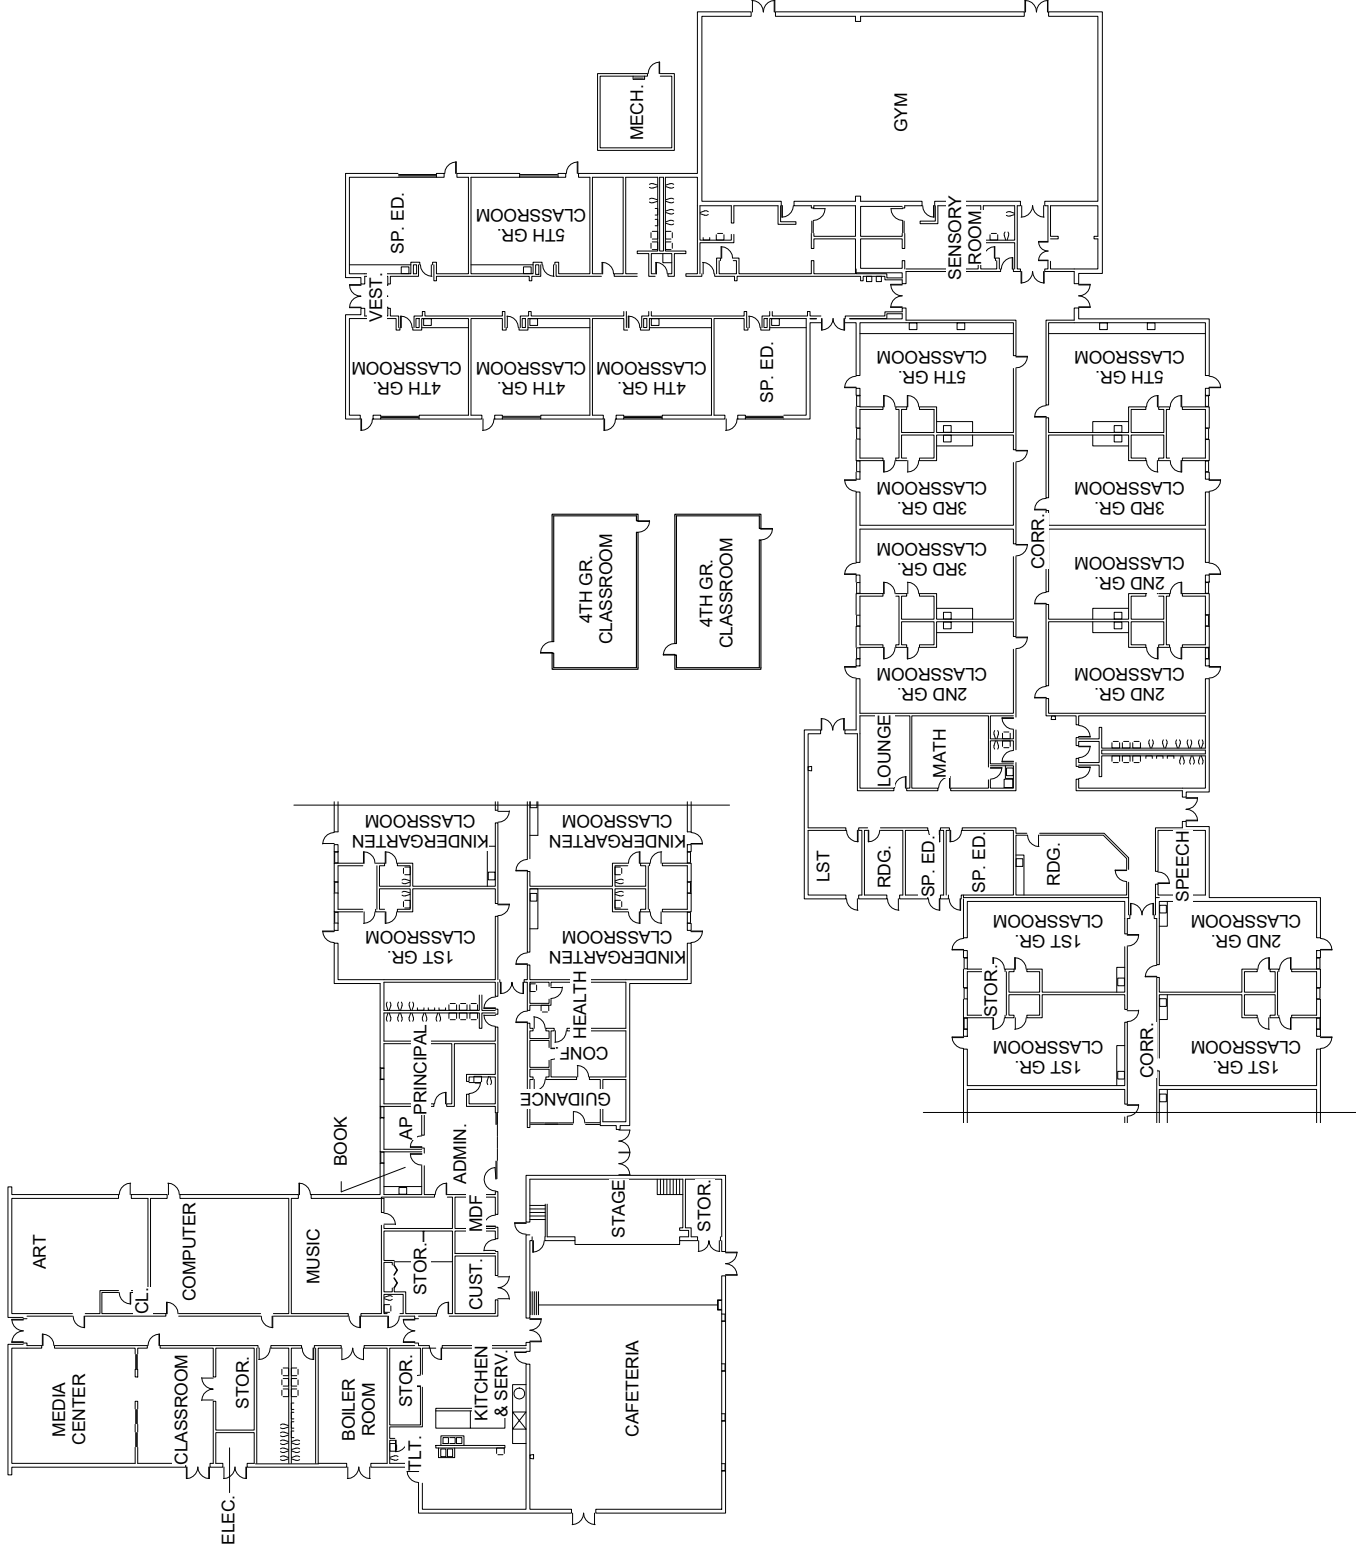 GYM
MECH.
SP. ED.
5TH GR.
CLASSROOM
SENSORY
ROOM
VEST.
4TH GR.
CLASSROOM
4TH GR.
CLASSROOM
4TH GR.
CLASSROOM
SP. ED.
5TH GR.
CLASSROOM
5TH GR.
CLASSROOM
3RD GR.
CLASSROOM
3RD GR.
CLASSROOM
CORR.
3RD GR.
CLASSROOM
2ND GR.
CLASSROOM
4TH GR.
CLASSROOM
4TH GR.
CLASSROOM
2ND GR.
CLASSROOM
2ND GR.
CLASSROOM
LOUNGE
MATH
LST
RDG.
SP. ED.
SP. ED.
RDG.
SPEECH
KINDERGARTEN
CLASSROOM
KINDERGARTEN
CLASSROOM
1ST GR.
CLASSROOM
KINDERGARTEN
CLASSROOM
1ST GR.
CLASSROOM
2ND GR.
CLASSROOM
STOR.
1ST GR.
CLASSROOM
CORR.
1ST GR.
CLASSROOM
HEALTH
CONF.
PRINCIPAL
GUIDANCE
AP
BOOK
ADMIN.
MDF
STAGE
STOR.
ART
COMPUTER
MUSIC
CL.
STOR.
CUST.
MEDIA
CENTER
CLASSROOM
STOR.
BOILER
ROOM
STOR.
KITCHEN
& SERV.
CAFETERIA
TLT.
ELEC.